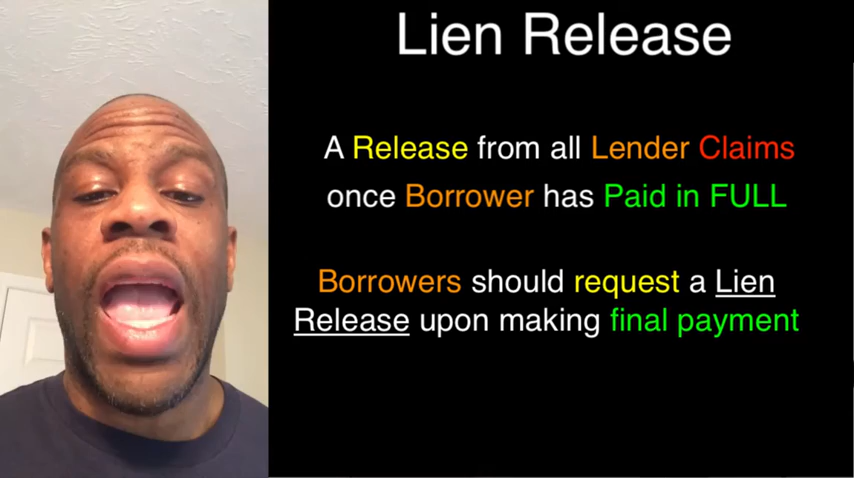 Lien Release
A Release from all Lender Claims
once Borrower has Paid in FULL
Borrowers should request a Lien
Release upon making final payment